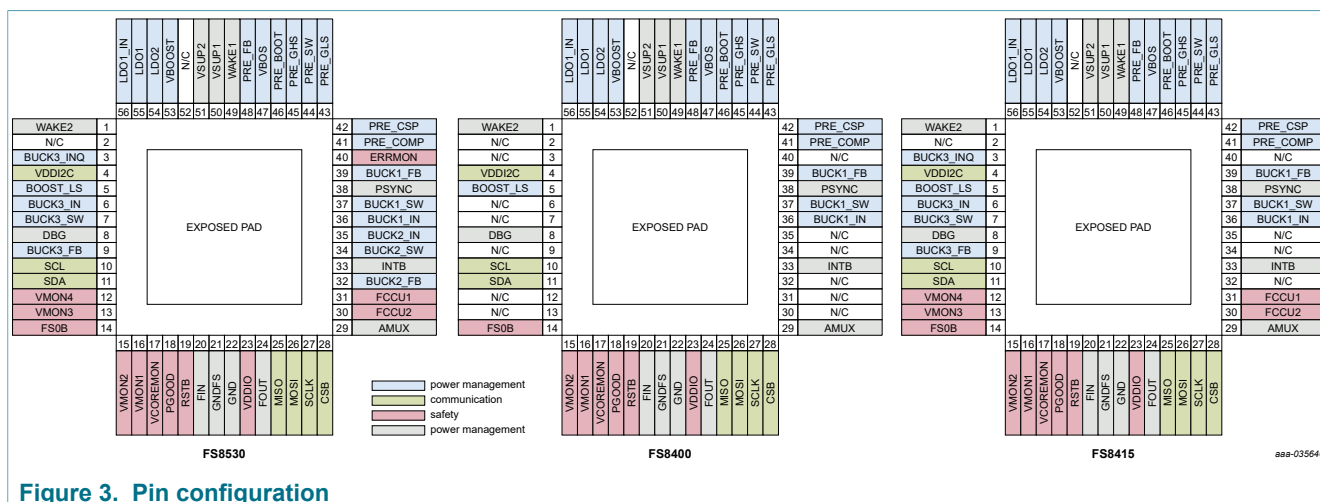 LDO1_IN LDO1 LDO2 VBOOST N/C VSUP2 VSUP1 WAKE1 PRE_FB VBOS PRE_BOOT PRE_GHS PRE_SW PRE_GLS
56 55 54 53 52 51 50 49 48 47 46 45 44 43
WAKE2 1
N/C 2
BUCK3_INQ 3
VDDI2C 4
BOOST_LS 5
BUCK3_IN 6
BUCK3_SW 7
DBG 8
BUCK3_FB 9
SCL 10
SDA 11
VMON4 12
VMON3 13
FS0B 14
EXPOSED PAD
42 PRE_CSP
41 PRE_COMP
40 ERRMON
39 BUCK1_FB
38 PSYNC
37 BUCK1_SW
36 BUCK1_IN
35 BUCK2_IN
34 BUCK2_SW
33 INTB
32 BUCK2_FB
31 FCCU1
30 FCCU2
29 AMUX
15 16 17 18 19 20 21 22 23 24 25 26 27 28
VMON2 VMON1 VCOREMON PGOOD RSTB FIN GNDFS GND VDDIO FOUT MISO MOSI SCLK CSB
FS8530
power management
communication
safety
power management
LDO1_IN LDO1 LDO2 VBOOST N/C VSUP2 VSUP1 WAKE1 PRE_FB VBOS PRE_BOOT PRE_GHS PRE_SW PRE_GLS
56 55 54 53 52 51 50 49 48 47 46 45 44 43
WAKE2 1
N/C 2
N/C 3
VDDI2C 4
BOOST_LS 5
N/C 6
N/C 7
DBG 8
N/C 9
SCL 10
SDA 11
N/C 12
N/C 13
FS0B 14
EXPOSED PAD
42 PRE_CSP
41 PRE_COMP
40 N/C
39 BUCK1_FB
38 PSYNC
37 BUCK1_SW
36 BUCK1_IN
35 N/C
34 N/C
33 INTB
32 N/C
31 N/C
30 N/C
29 AMUX
15 16 17 18 19 20 21 22 23 24 25 26 27 28
VMON2 VMON1 VCOREMON PGOOD RSTB FIN GNDFS GND VDDIO FOUT MISO MOSI SCLK CSB
FS8400
LDO1_IN LDO1 LDO2 VBOOST N/C VSUP2 VSUP1 WAKE1 PRE_FB VBOS PRE_BOOT PRE_GHS PRE_SW PRE_GLS
56 55 54 53 52 51 50 49 48 47 46 45 44 43
WAKE2 1
N/C 2
BUCK3_INQ 3
VDDI2C 4
BOOST_LS 5
BUCK3_IN 6
BUCK3_SW 7
DBG 8
BUCK3_FB 9
SCL 10
SDA 11
VMON4 12
VMON3 13
FS0B 14
EXPOSED PAD
42 PRE_CSP
41 PRE_COMP
40 N/C
39 BUCK1_FB
38 PSYNC
37 BUCK1_SW
36 BUCK1_IN
35 N/C
34 N/C
33 INTB
32 N/C
31 FCCU1
30 FCCU2
29 AMUX
15 16 17 18 19 20 21 22 23 24 25 26 27 28
VMON2 VMON1 VCOREMON PGOOD RSTB FIN GNDFS GND VDDIO FOUT MISO MOSI SCLK CSB
FS8415
Figure 3. Pin configuration